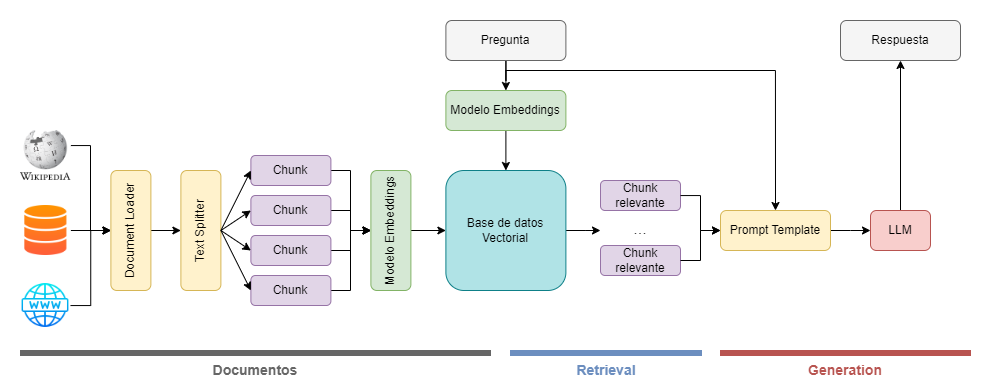 Pregunta
Respuesta
Modelo Embeddings
WIKIPEDIA
Document Loader
Text Splitter
Chunk
Chunk
Chunk
Chunk
Modelo Embeddings
Base de datos
Vectorial
Chunk
relevante
...
Chunk
relevante
Prompt Template
LLM
WWW
Documentos
Retrieval
Generation